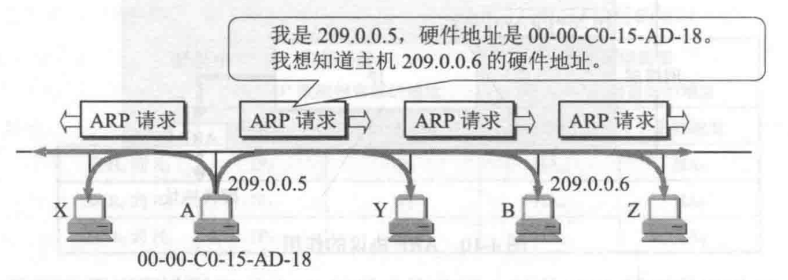 我是 209.0.0.5，硬件地址是 00-00-C0-15-AD-18。
我想知道主机 209.0.0.6 的硬件地址。
ARP 请求 ARP 请求 ARP 请求 ARP 请求
209.0.0.5 209.0.0.6
X A Y B Z
00-00-C0-15-AD-18